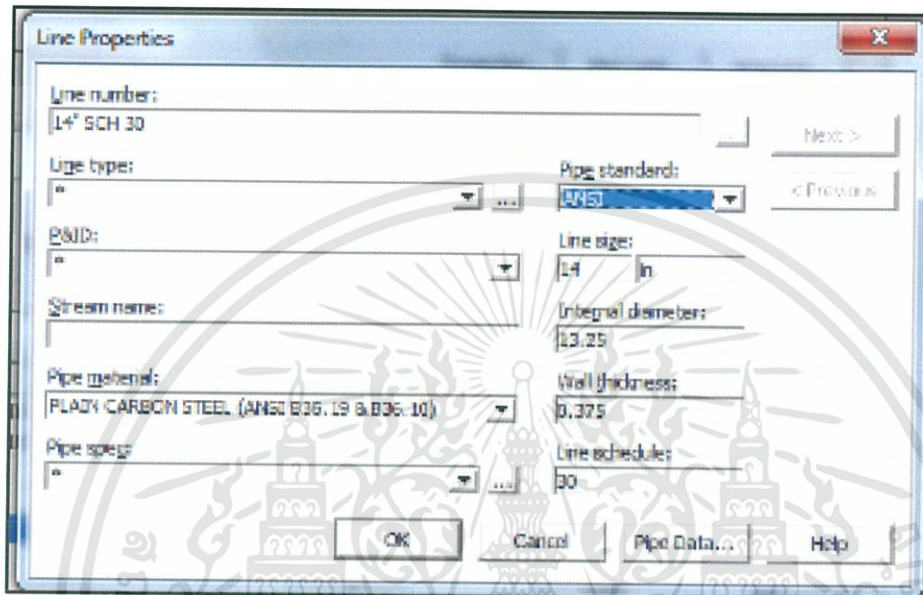 Line Properties
Line number:
14" SCH 30
...
Next >
Line type:
*
...
Pipe standard:
ANSI
< Previous
P&ID:
*
Line size:
14 in
Stream name:
Internal diameter:
13.25
Pipe material:
PLAIN CARBON STEEL (ANSI B36.19 & B36.10)
Wall thickness:
0.375
Pipe spec:
*
...
Line schedule:
30
OK Cancel Pipe Data... Help